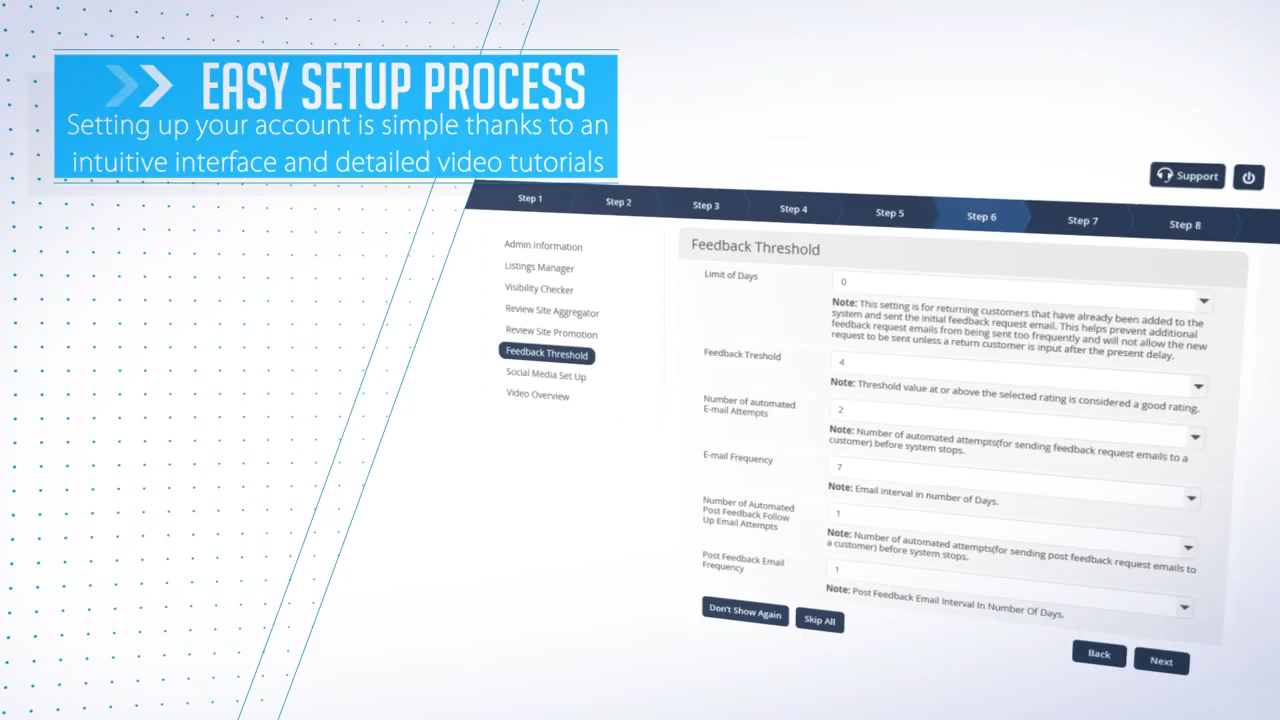 EASY SETUP PROCESS
Setting up your account is simple thanks to an
intuitive interface and detailed video tutorials
Support
Step 1
Step 2
Step 3
Step 4
Step 5
Step 6
Step 7
Step 8
Admin Information
Listings Manager
Visibility Checker
Review Site Aggregator
Review Site Promotion
Feedback Threshold
Social Media Set Up
Video Overview
Feedback Threshold
Limit of Days
0
Note: This setting is for returning customers that have already been added to the
system and sent the initial feedback request email. This helps prevent additional
feedback request emails from being sent too frequently and will not allow the new
request to be sent unless a return customer is input after the present delay.
Feedback Treshold
4
Note: Threshold value at or above the selected rating is considered a good rating.
Number of automated
E-mail Attempts
2
Note: Number of automated attempts(for sending feedback request emails to a
customer) before system stops.
E-mail Frequency
7
Note: Email interval in number of Days.
Number of Automated
Post Feedback Follow
Up Email Attempts
1
Note: Number of automated attempts(for sending post feedback request emails to
a customer) before system stops.
Post Feedback Email
Frequency
1
Note: Post Feedback Email Interval In Number Of Days.
Don't Show Again
Skip All
Back
Next